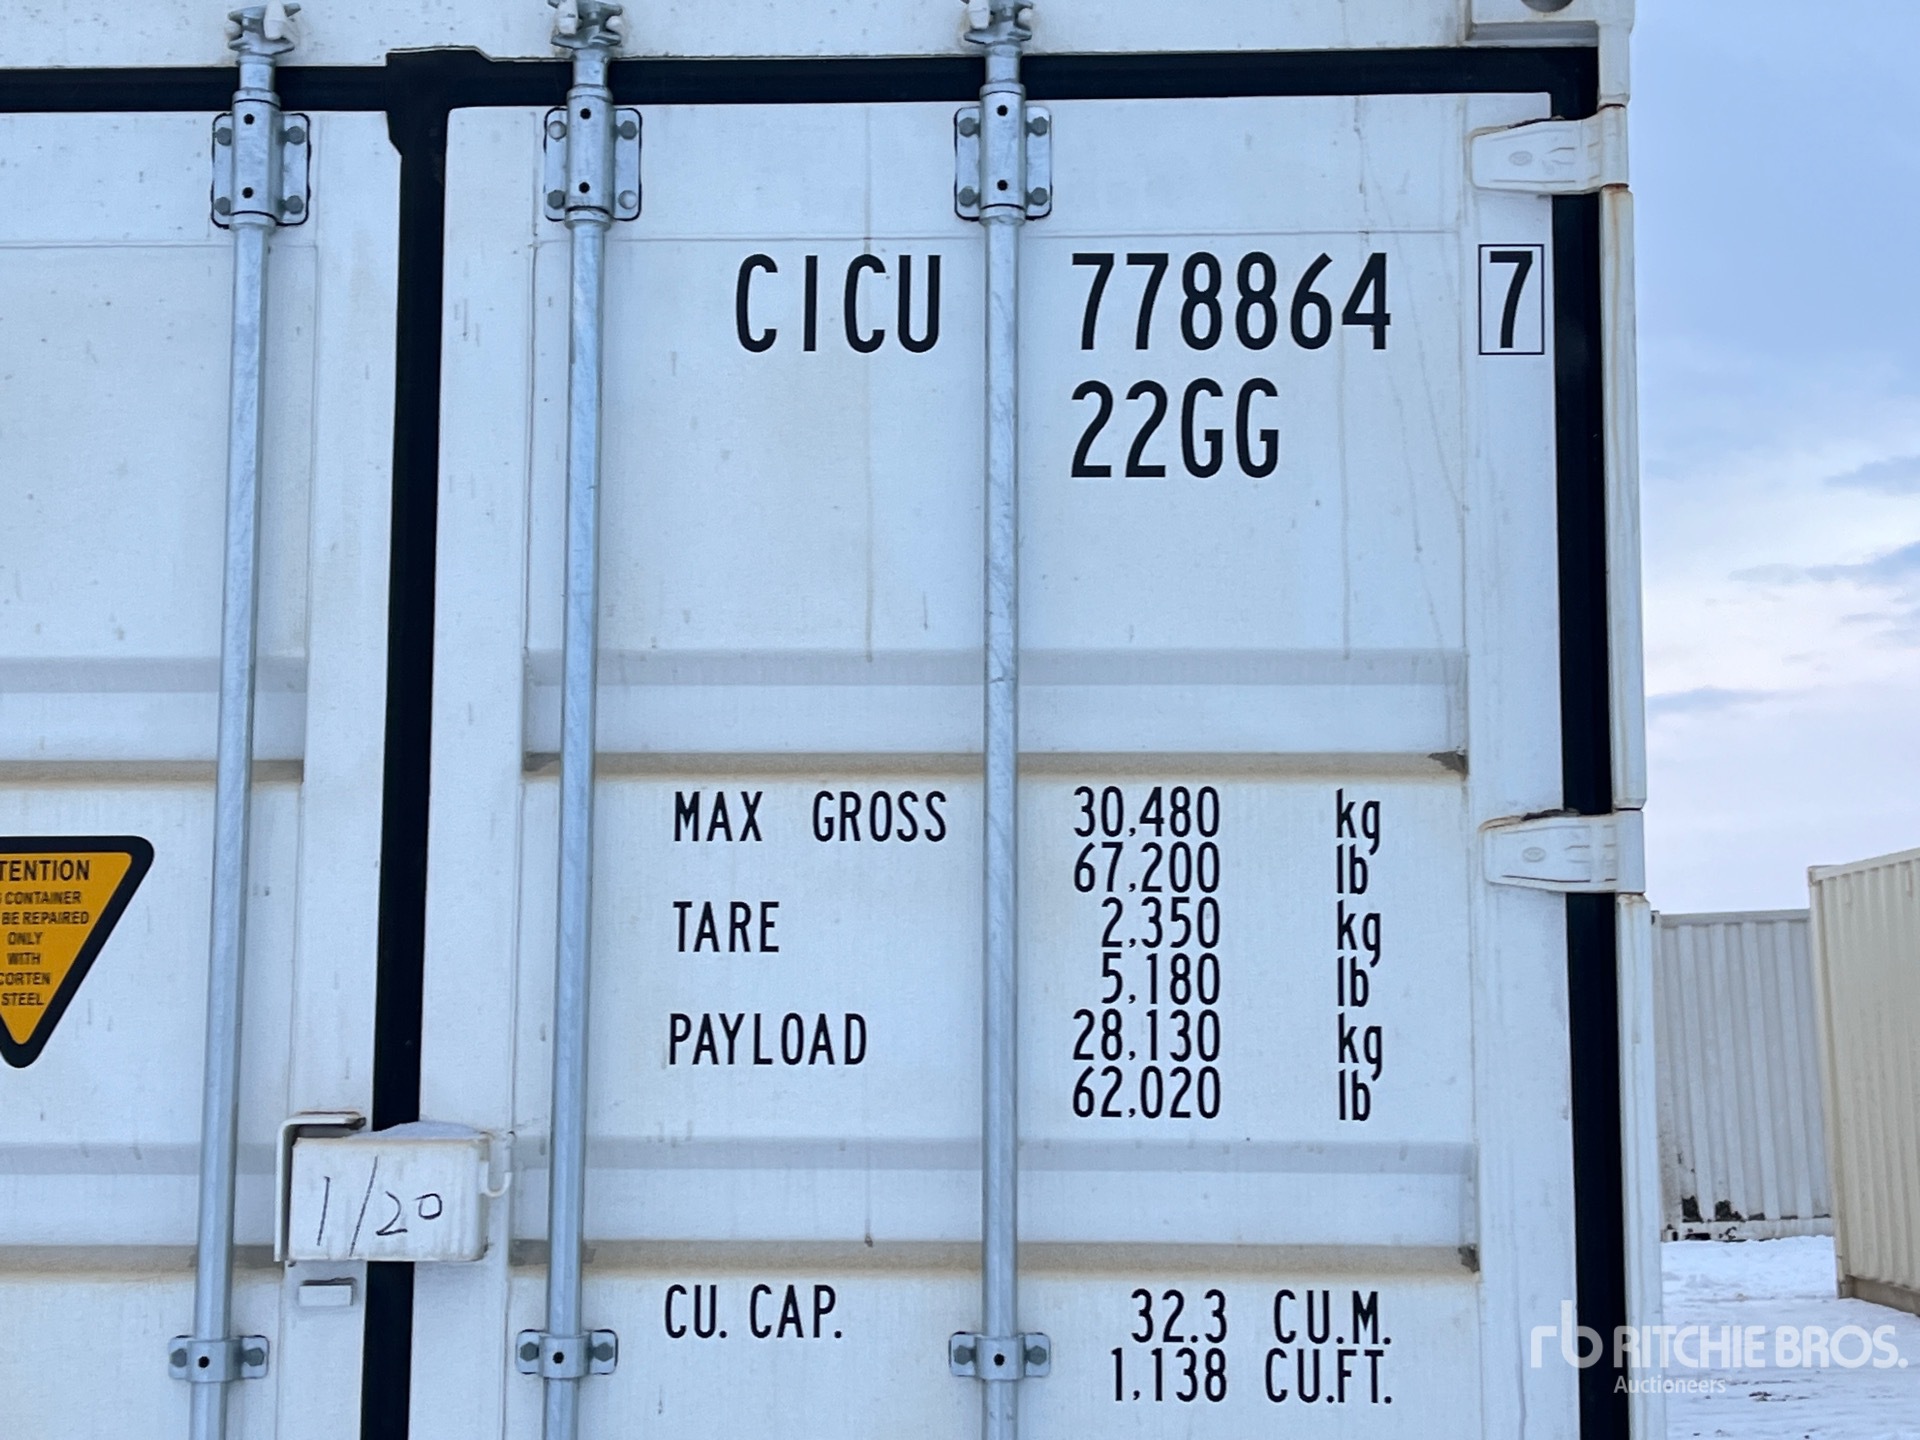 CICU 778864 7
22GG
MAX GROSS 30,480 kg
67,200 lb
TARE 2,350 kg
5,180 lb
PAYLOAD 28,130 kg
62,020 lb
CU. CAP. 32.3 CU.M.
1,138 CU.FT.
TENTION
CONTAINER
BE REPAIRED
ONLY
WITH
CORTEN
STEEL
1/20
rb RITCHIE BROS.
Auctioneers